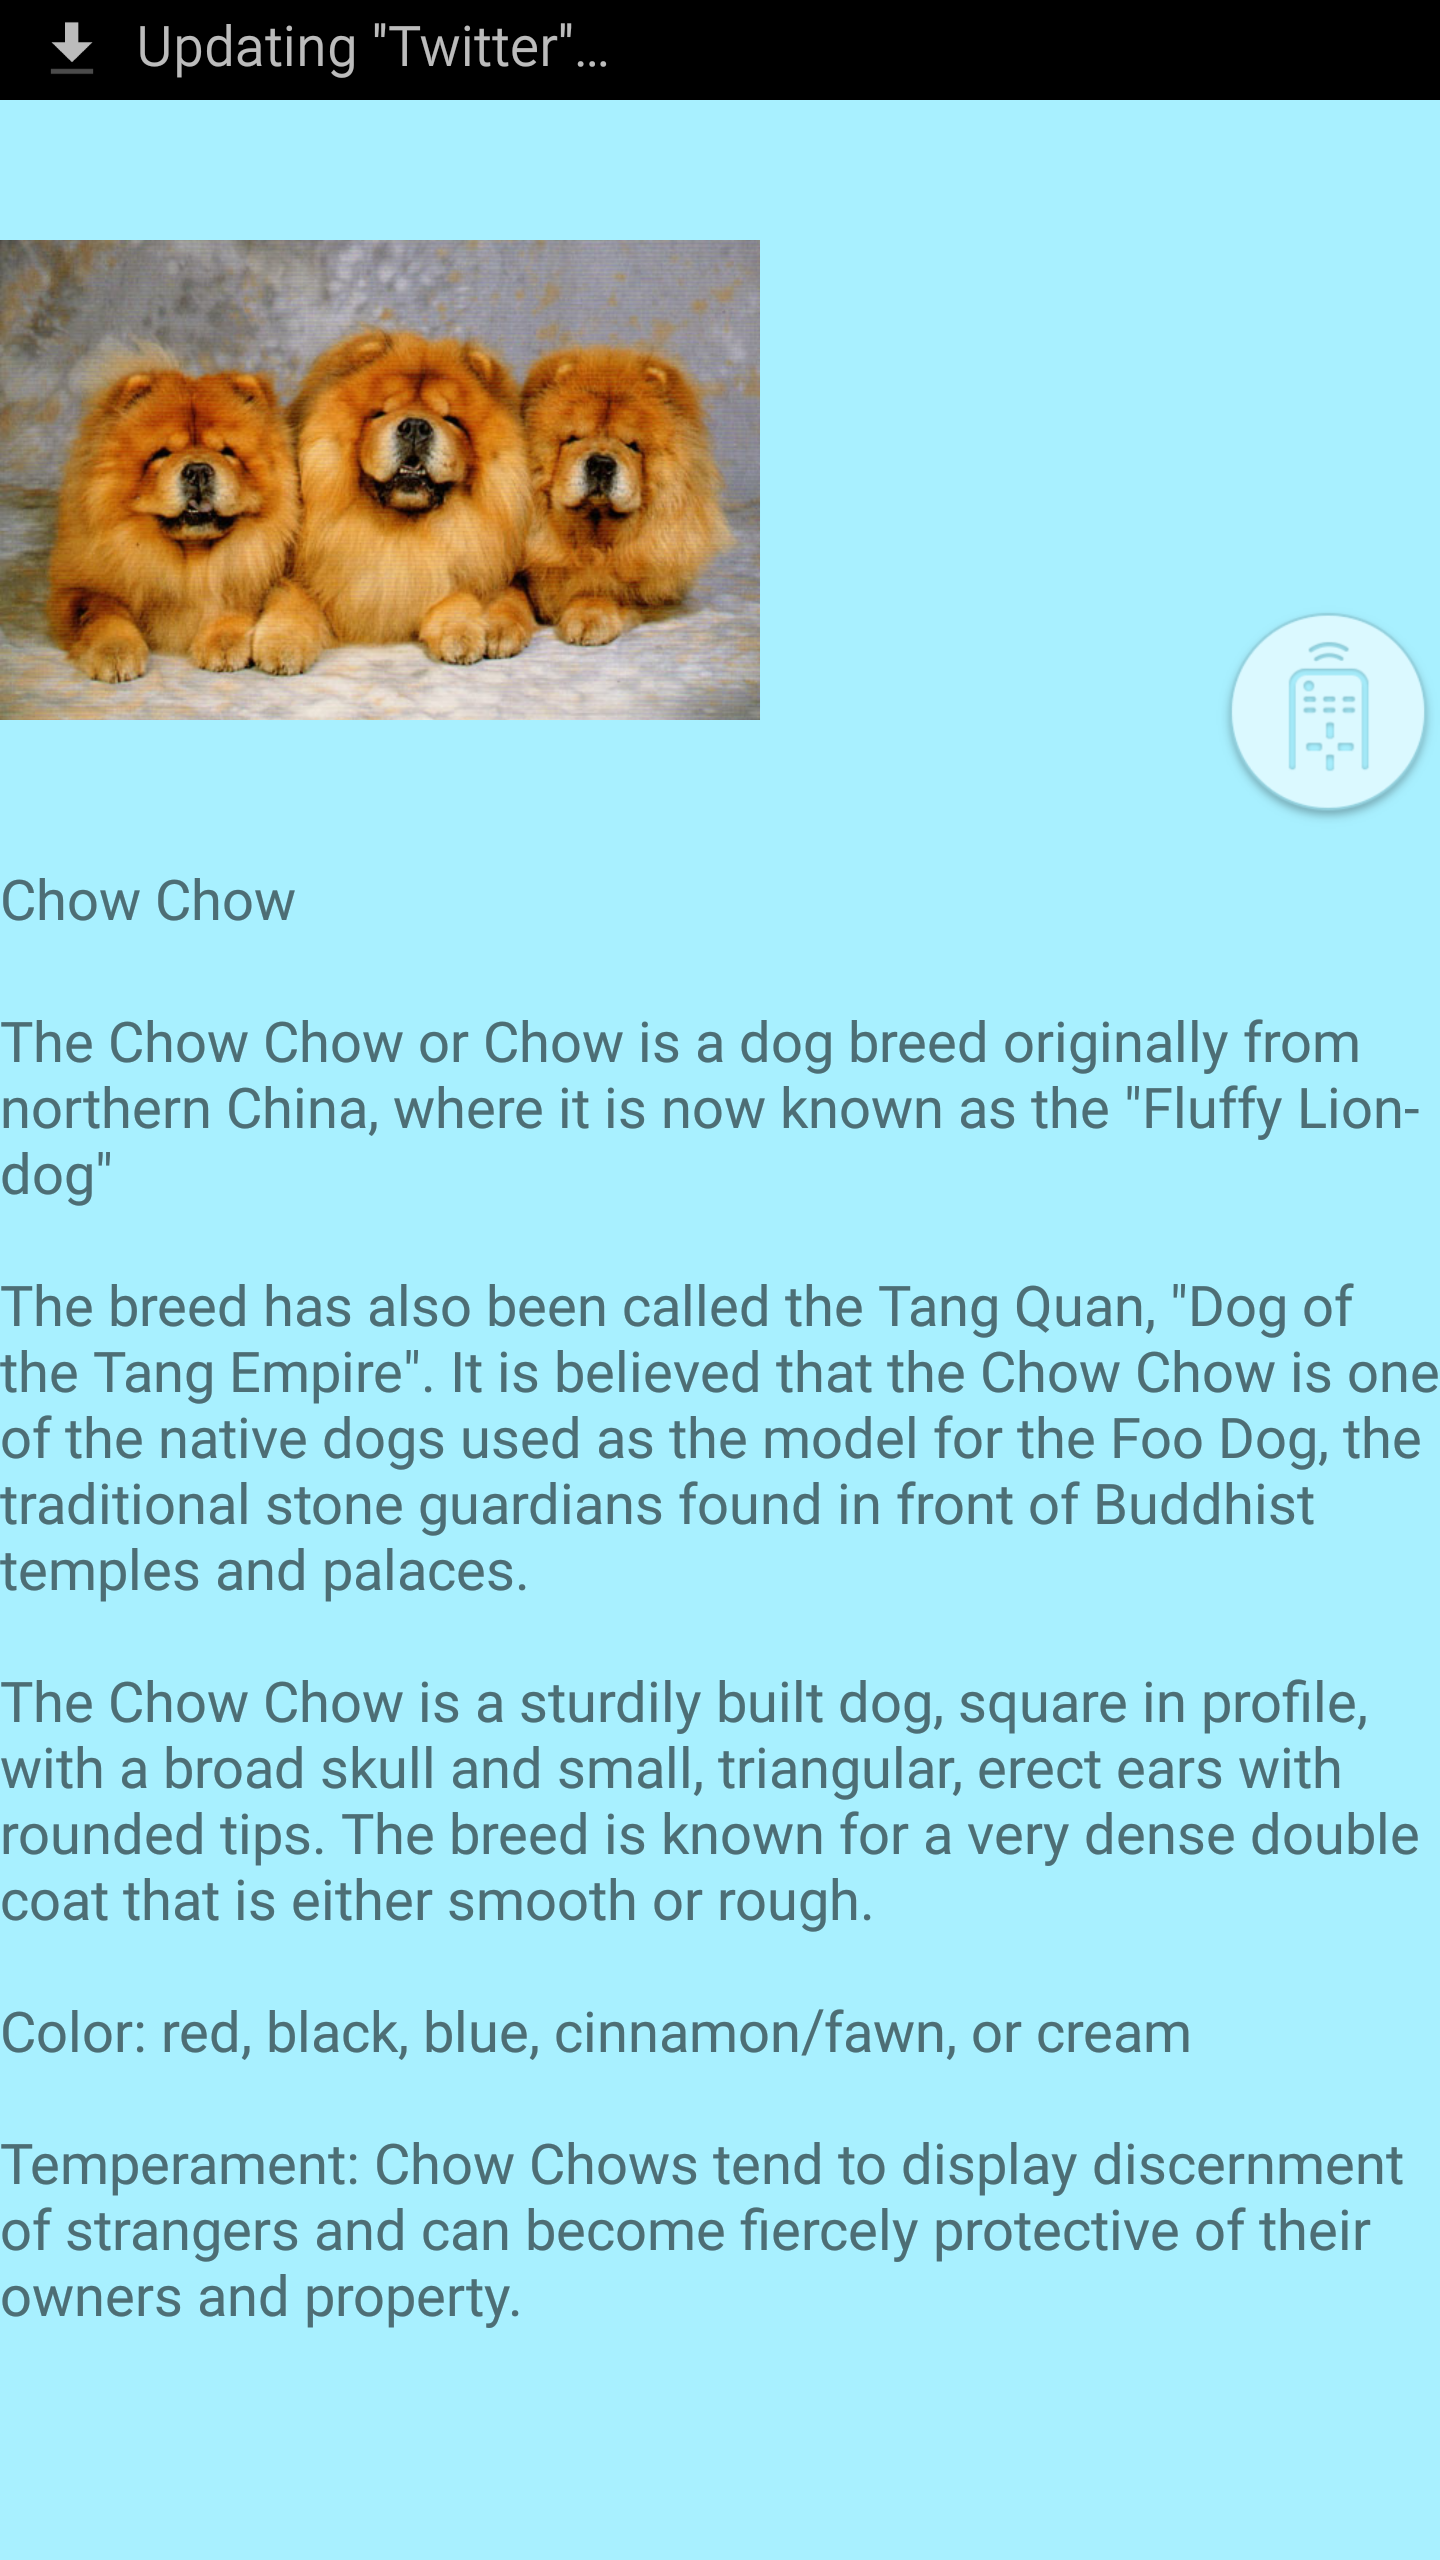 Updating "Twitter"...
Chow Chow
The Chow Chow or Chow is a dog breed originally from
northern China, where it is now known as the "Fluffy Lion-
dog"
The breed has also been called the Tang Quan, "Dog of
the Tang Empire". It is believed that the Chow Chow is one
of the native dogs used as the model for the Foo Dog, the
traditional stone guardians found in front of Buddhist
temples and palaces.
The Chow Chow is a sturdily built dog, square in profile,
with a broad skull and small, triangular, erect ears with
rounded tips. The breed is known for a very dense double
coat that is either smooth or rough.
Color: red, black, blue, cinnamon/fawn, or cream
Temperament: Chow Chows tend to display discernment
of strangers and can become fiercely protective of their
owners and property.